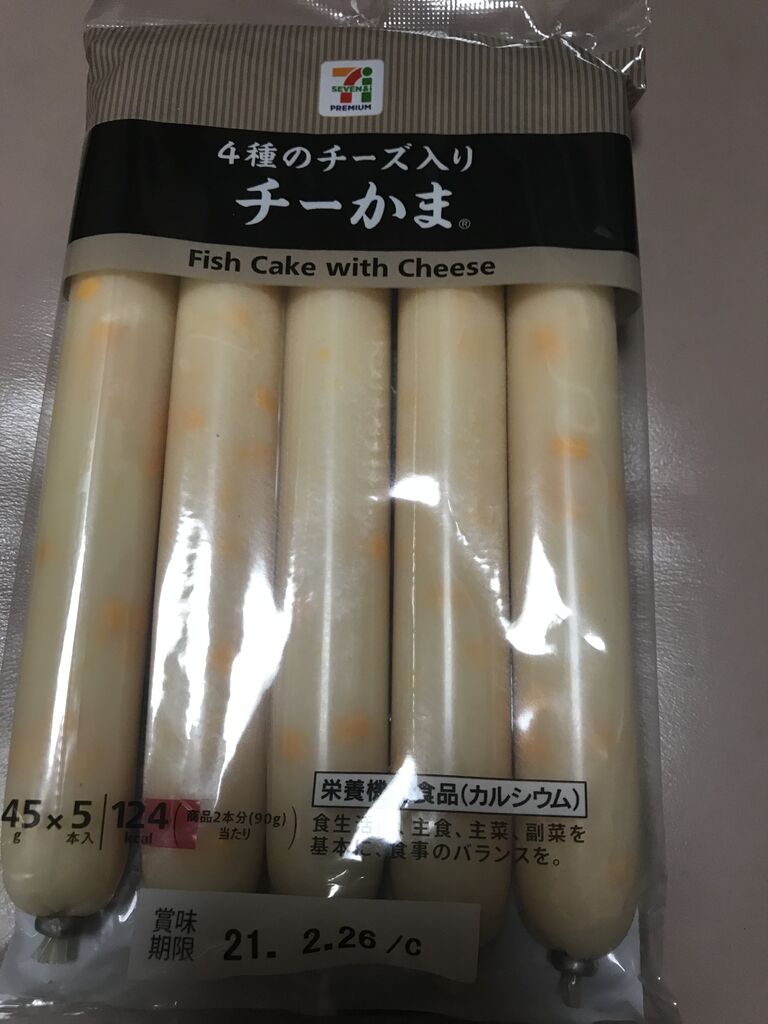 SEVEN&i
PREMIUM
4種のチーズ入り
チーかま®
Fish Cake with Cheese
栄養機 食品(カルシウム)
食生活 、主食、主菜、副菜を
基本に、食事のバランスを。
45g×5本入
124kcal
商品2本分(90g)
当たり
賞味
期限 21. 2.26 /C